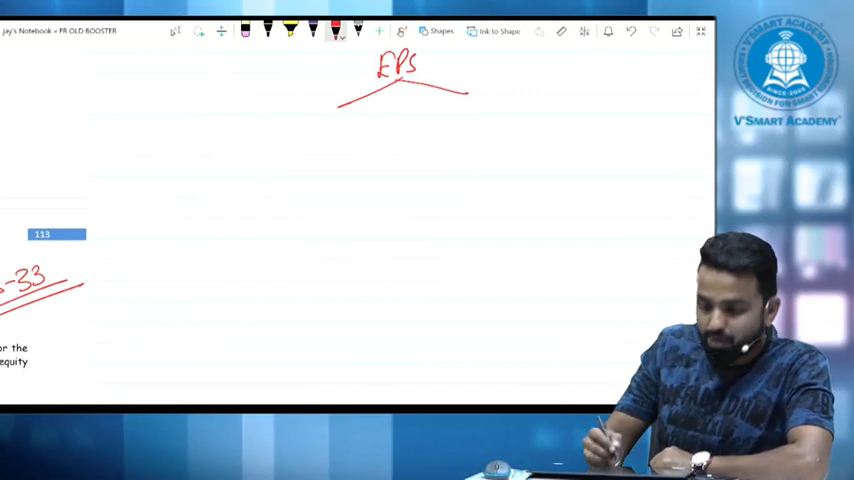 jay's Notebook « FR OLD BOOSTER
Shapes
Ink to Shape
EPS
113
-33
or the
equity
V'SMART ACADEMY
SINCE-2008
V'SMART ACADEMY